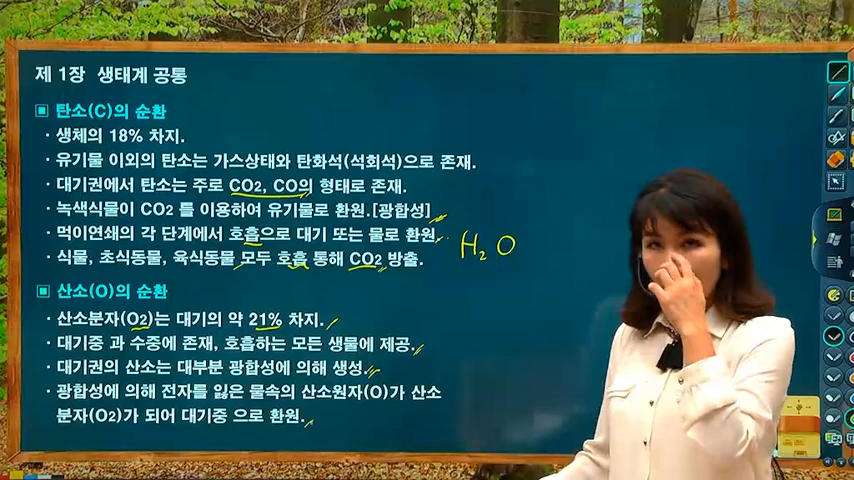 제 1장 생태계 공통
▣ 탄소(C)의 순환
· 생체의 18% 차지.
· 유기물 이외의 탄소는 가스상태와 탄화석(석회석)으로 존재.
· 대기권에서 탄소는 주로 CO2, CO의 형태로 존재.
· 녹색식물이 CO2 를 이용하여 유기물로 환원.[광합성]
· 먹이연쇄의 각 단계에서 호흡으로 대기 또는 물로 환원.
H2O
· 식물, 초식동물, 육식동물 모두 호흡 통해 CO2 방출.
▣ 산소(O)의 순환
· 산소분자(O2)는 대기의 약 21% 차지.
· 대기중 과 수중에 존재, 호흡하는 모든 생물에 제공.
· 대기권의 산소는 대부분 광합성에 의해 생성.
· 광합성에 의해 전자를 잃은 물속의 산소원자(O)가 산소
분자(O2)가 되어 대기중 으로 환원.